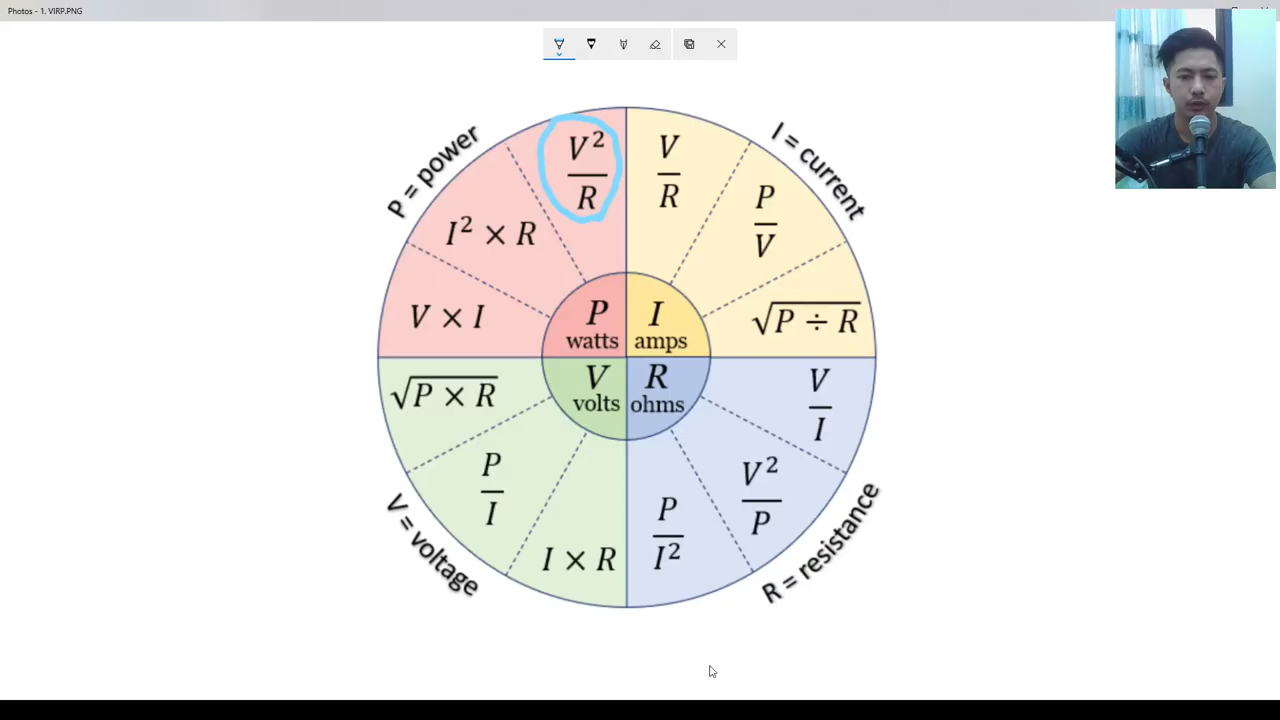 Photos - 1. VIRP.PNG
P = power
I = current
V²/R
V/R
I² × R
P/V
V × I
√(P ÷ R)
P
watts
I
amps
V
volts
R
ohms
√(P × R)
V/I
P/I
V²/P
I × R
P/I²
V = voltage
R = resistance